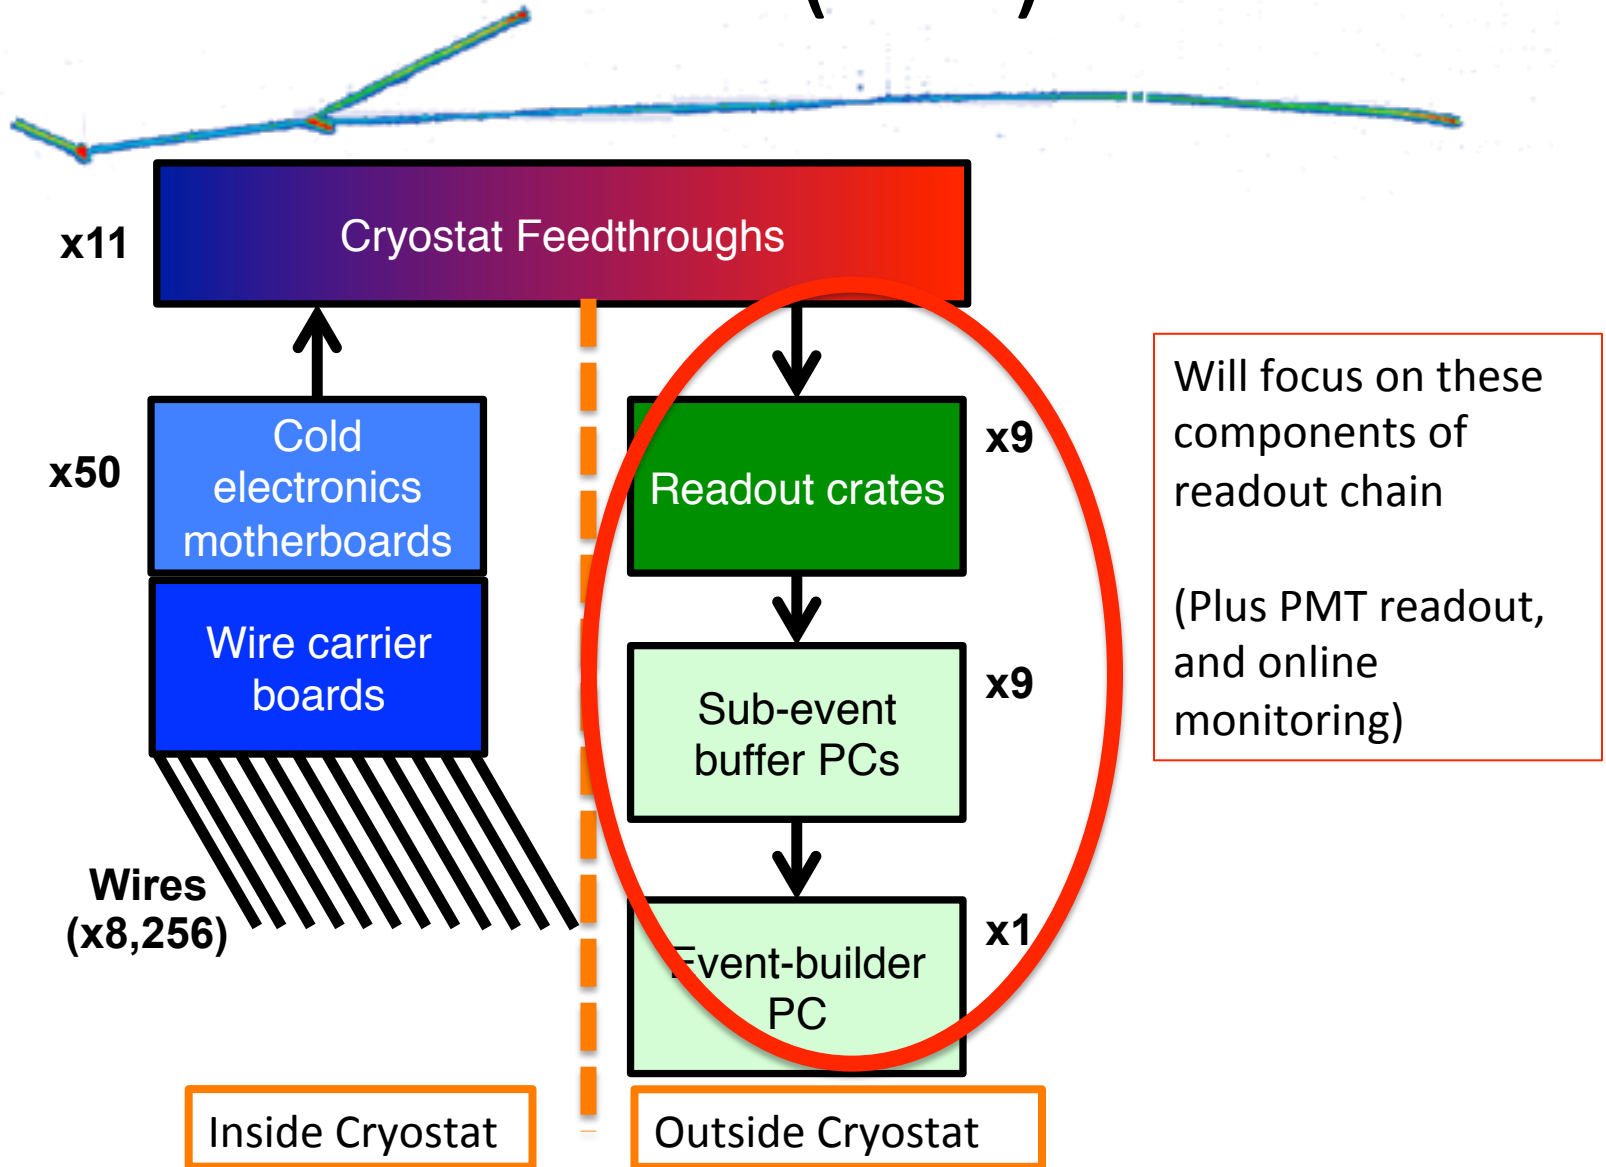 x11
Cryostat Feedthroughs
x50
Cold
electronics
motherboards
Wire carrier
boards
Wires
(x8,256)
Readout crates
x9
Sub-event
buffer PCs
x9
Event-builder
PC
x1
Will focus on these
components of
readout chain
(Plus PMT readout,
and online
monitoring)
Inside Cryostat
Outside Cryostat